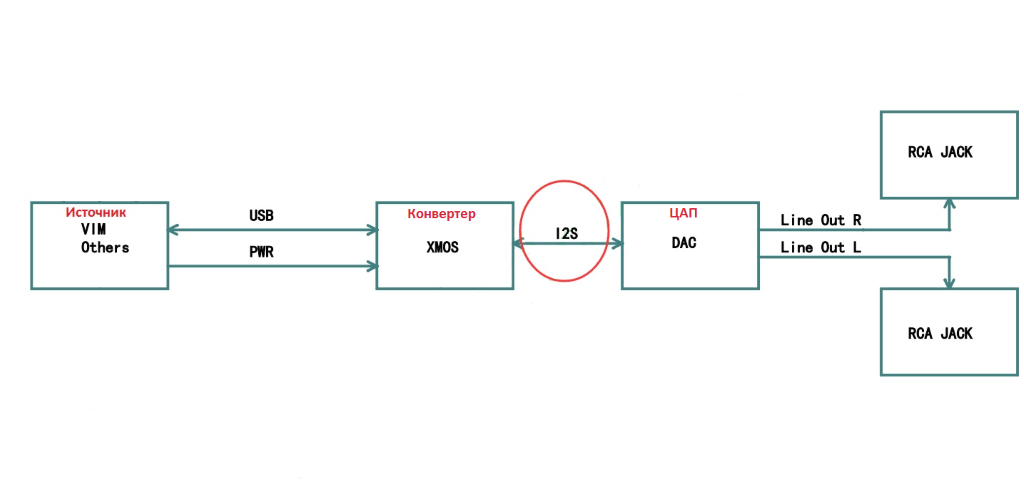 RCA JACK
Источник
VIM
Others
USB
PWR
Конвертер
XMOS
I2S
ЦАП
DAC
Line Out R
Line Out L
RCA JACK